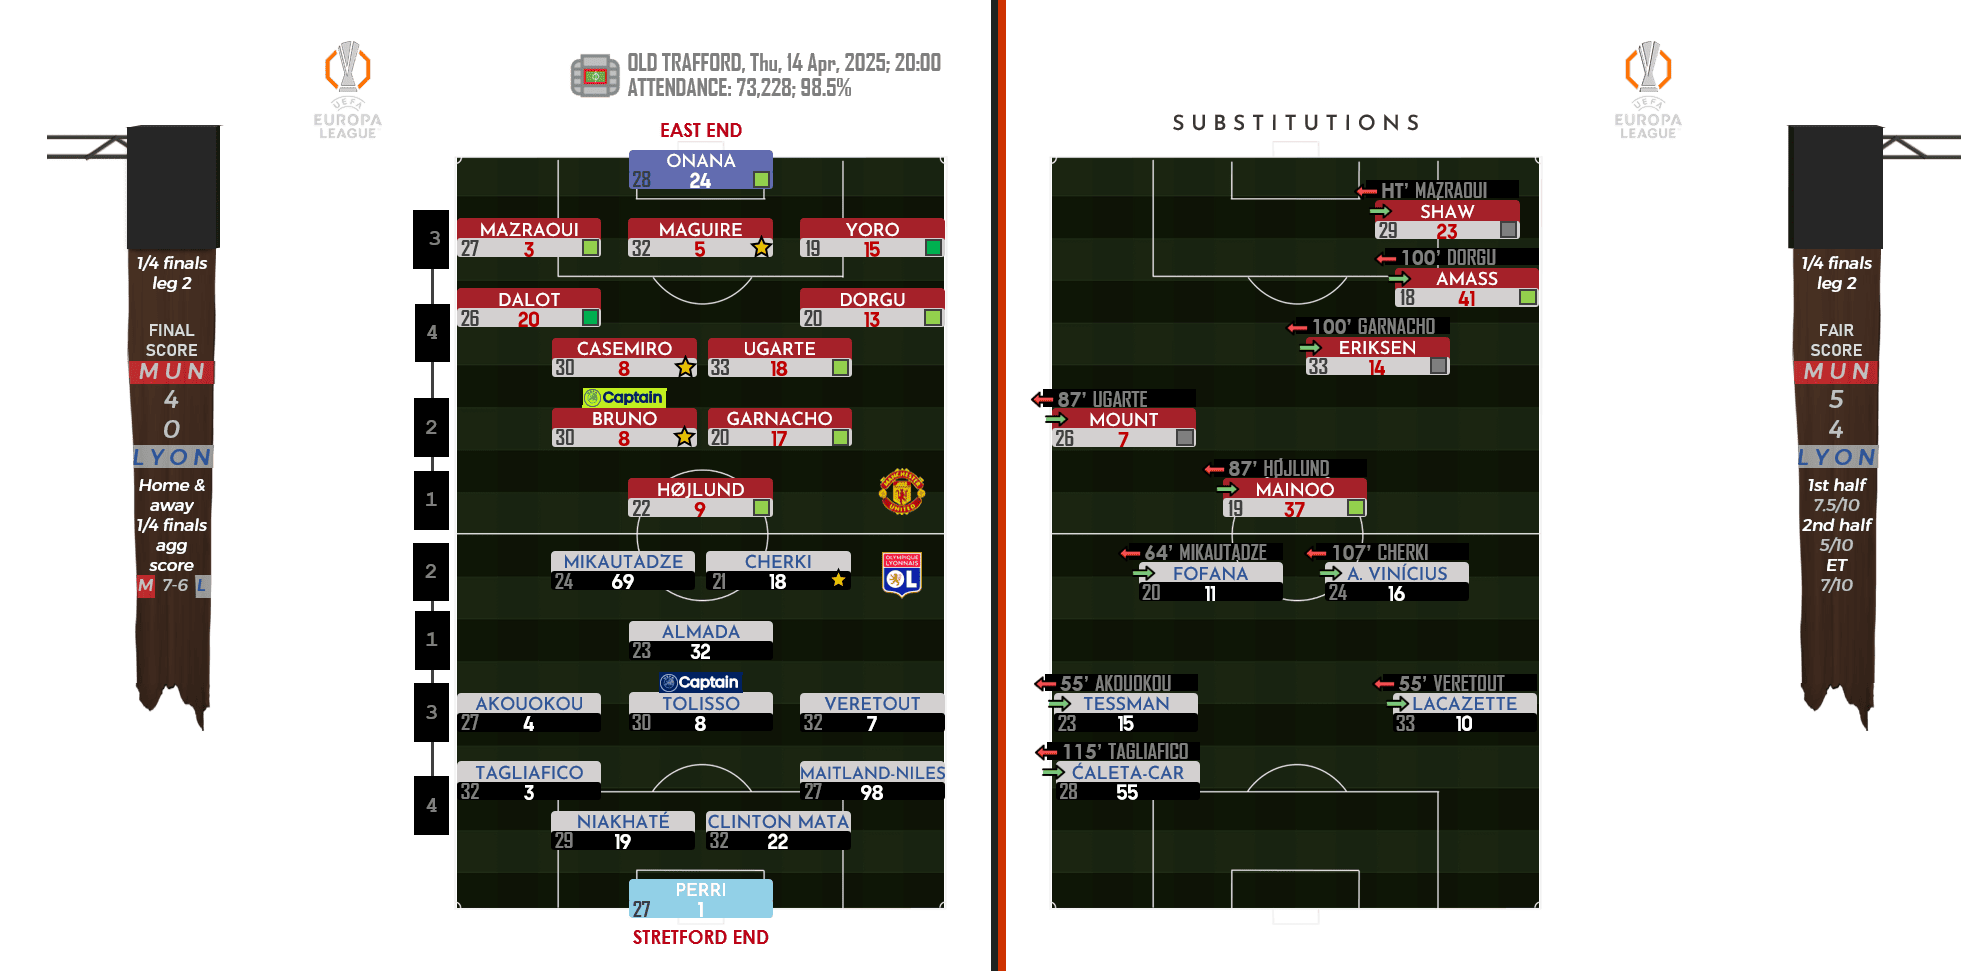 UEFA
EUROPA
LEAGUE
OLD TRAFFORD, Thu, 14 Apr, 2025; 20:00
ATTENDANCE: 73,228; 98.5%
EAST END
ONANA
28 24
3
MAZRAOUI
27 3
MAGUIRE
32 5
YORO
19 15
4
DALOT
26 20
DORGU
20 13
CASEMIRO
30 8
UGARTE
33 18
2
Captain
BRUNO
30 8
GARNACHO
20 17
1
HØJLUND
22 9
MANCHESTER
UNITED
2
MIKAUTADZE
24 69
CHERKI
21 18
OLYMPIQUE
LYONNAIS
OL
1
ALMADA
23 32
3
Captain
AKOUOKOU
27 4
TOLISSO
30 8
VERETOUT
32 7
4
TAGLIAFICO
32 3
MAITLAND-NILES
27 98
NIAKHATÉ
29 19
CLINTON MATA
32 22
PERRI
27 1
STRETFORD END
1/4 finals
leg 2
FINAL
SCORE
MUN
4
0
LYON
Home &
away
1/4 finals
agg
score
M 7-6 L
SUBSTITUTIONS
UEFA
EUROPA
LEAGUE
HT' MAZRAOUI
SHAW
29 23
100' DORGU
AMASS
18 41
100' GARNACHO
ERIKSEN
33 14
87' UGARTE
MOUNT
26 7
87' HØJLUND
MAINOO
19 37
64' MIKAUTADZE
FOFANA
20 11
107' CHERKI
A. VINÍCIUS
24 16
55' AKOUOKOU
TESSMAN
23 15
55' VERETOUT
LACAZETTE
33 10
115' TAGLIAFICO
ĆALETA-CAR
28 55
1/4 finals
leg 2
FAIR
SCORE
MUN
5
4
LYON
1st half
7.5/10
2nd half
5/10
ET
7/10